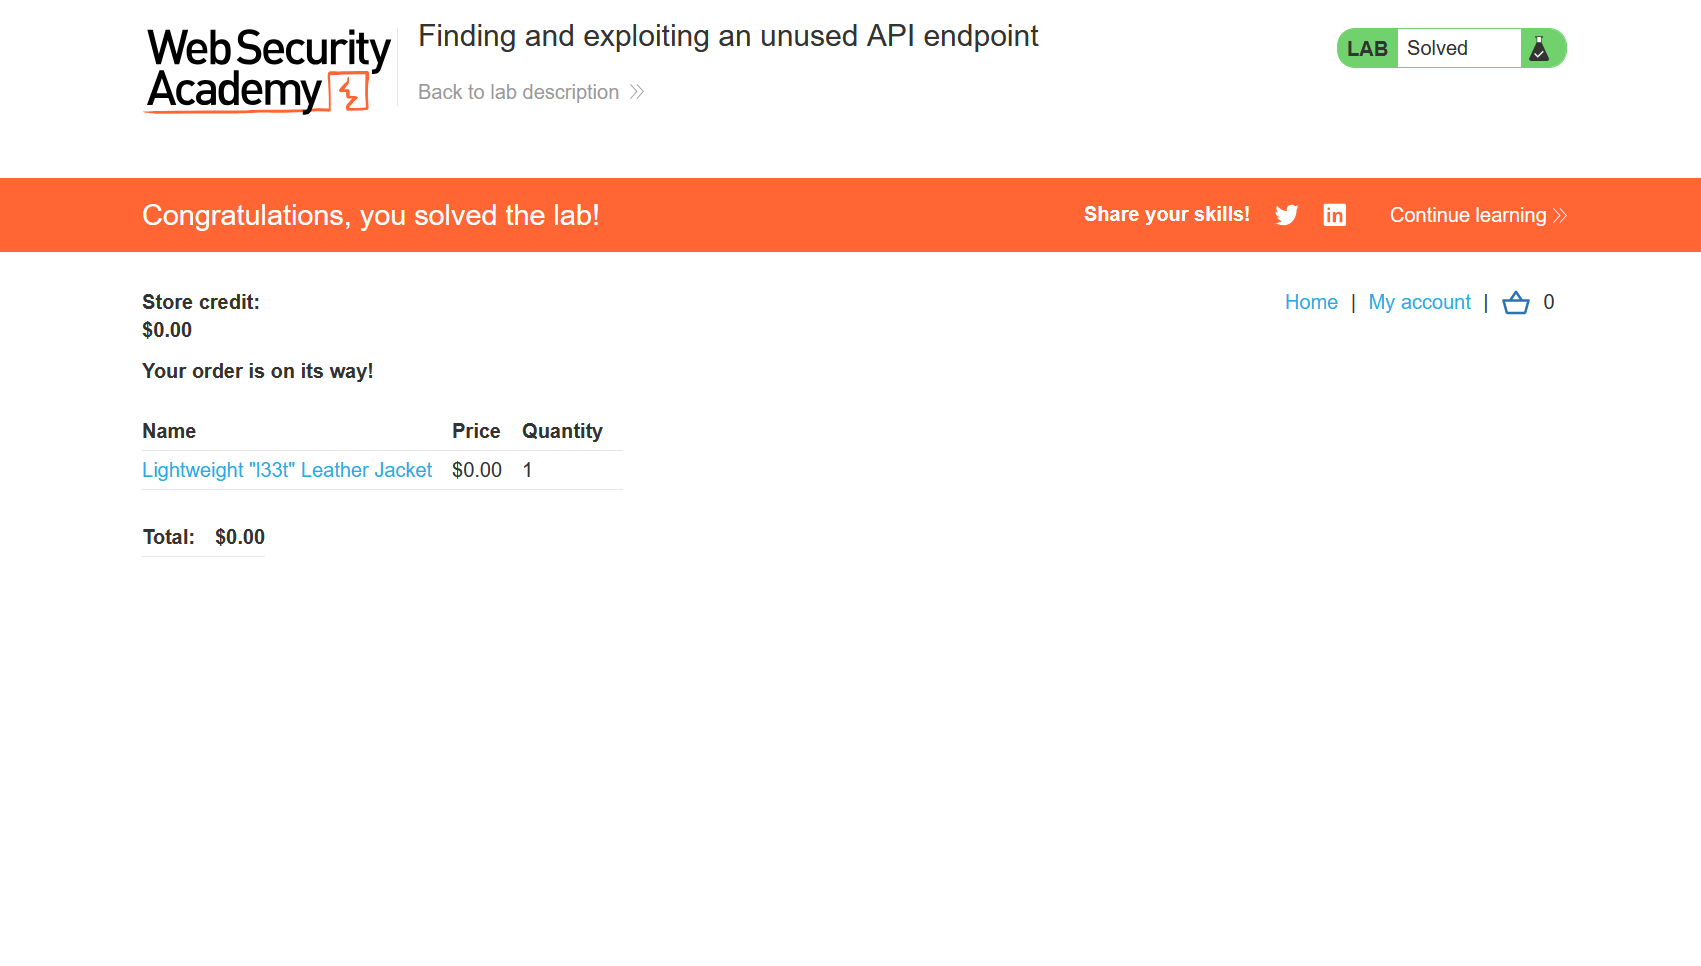 Web Security
Academy
Finding and exploiting an unused API endpoint
Back to lab description
LAB Solved
Congratulations, you solved the lab!
Share your skills!
Continue learning
Store credit:
$0.00
Home | My account | 0
Your order is on its way!
Name Price Quantity
Lightweight "l33t" Leather Jacket $0.00 1
Total: $0.00